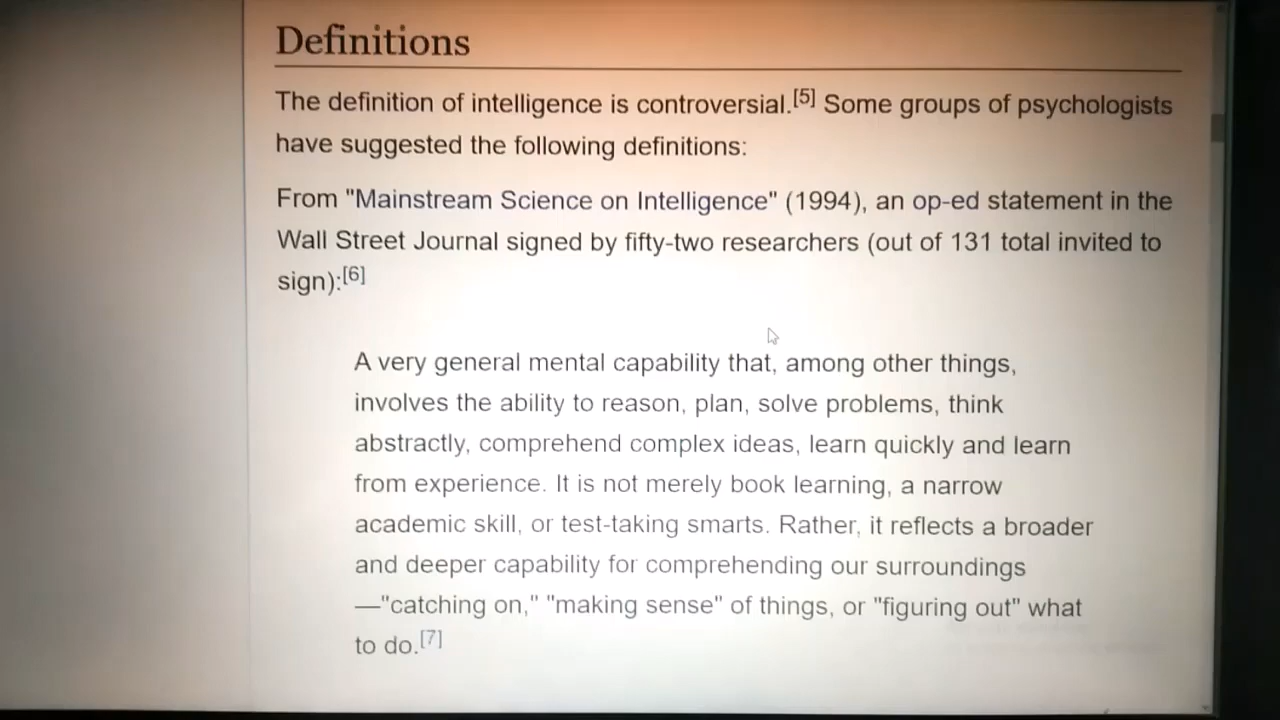 Definitions
The definition of intelligence is controversial.[5] Some groups of psychologists
have suggested the following definitions:
From "Mainstream Science on Intelligence" (1994), an op-ed statement in the
Wall Street Journal signed by fifty-two researchers (out of 131 total invited to
sign):[6]
A very general mental capability that, among other things,
involves the ability to reason, plan, solve problems, think
abstractly, comprehend complex ideas, learn quickly and learn
from experience. It is not merely book learning, a narrow
academic skill, or test-taking smarts. Rather, it reflects a broader
and deeper capability for comprehending our surroundings
—"catching on," "making sense" of things, or "figuring out" what
to do.[7]